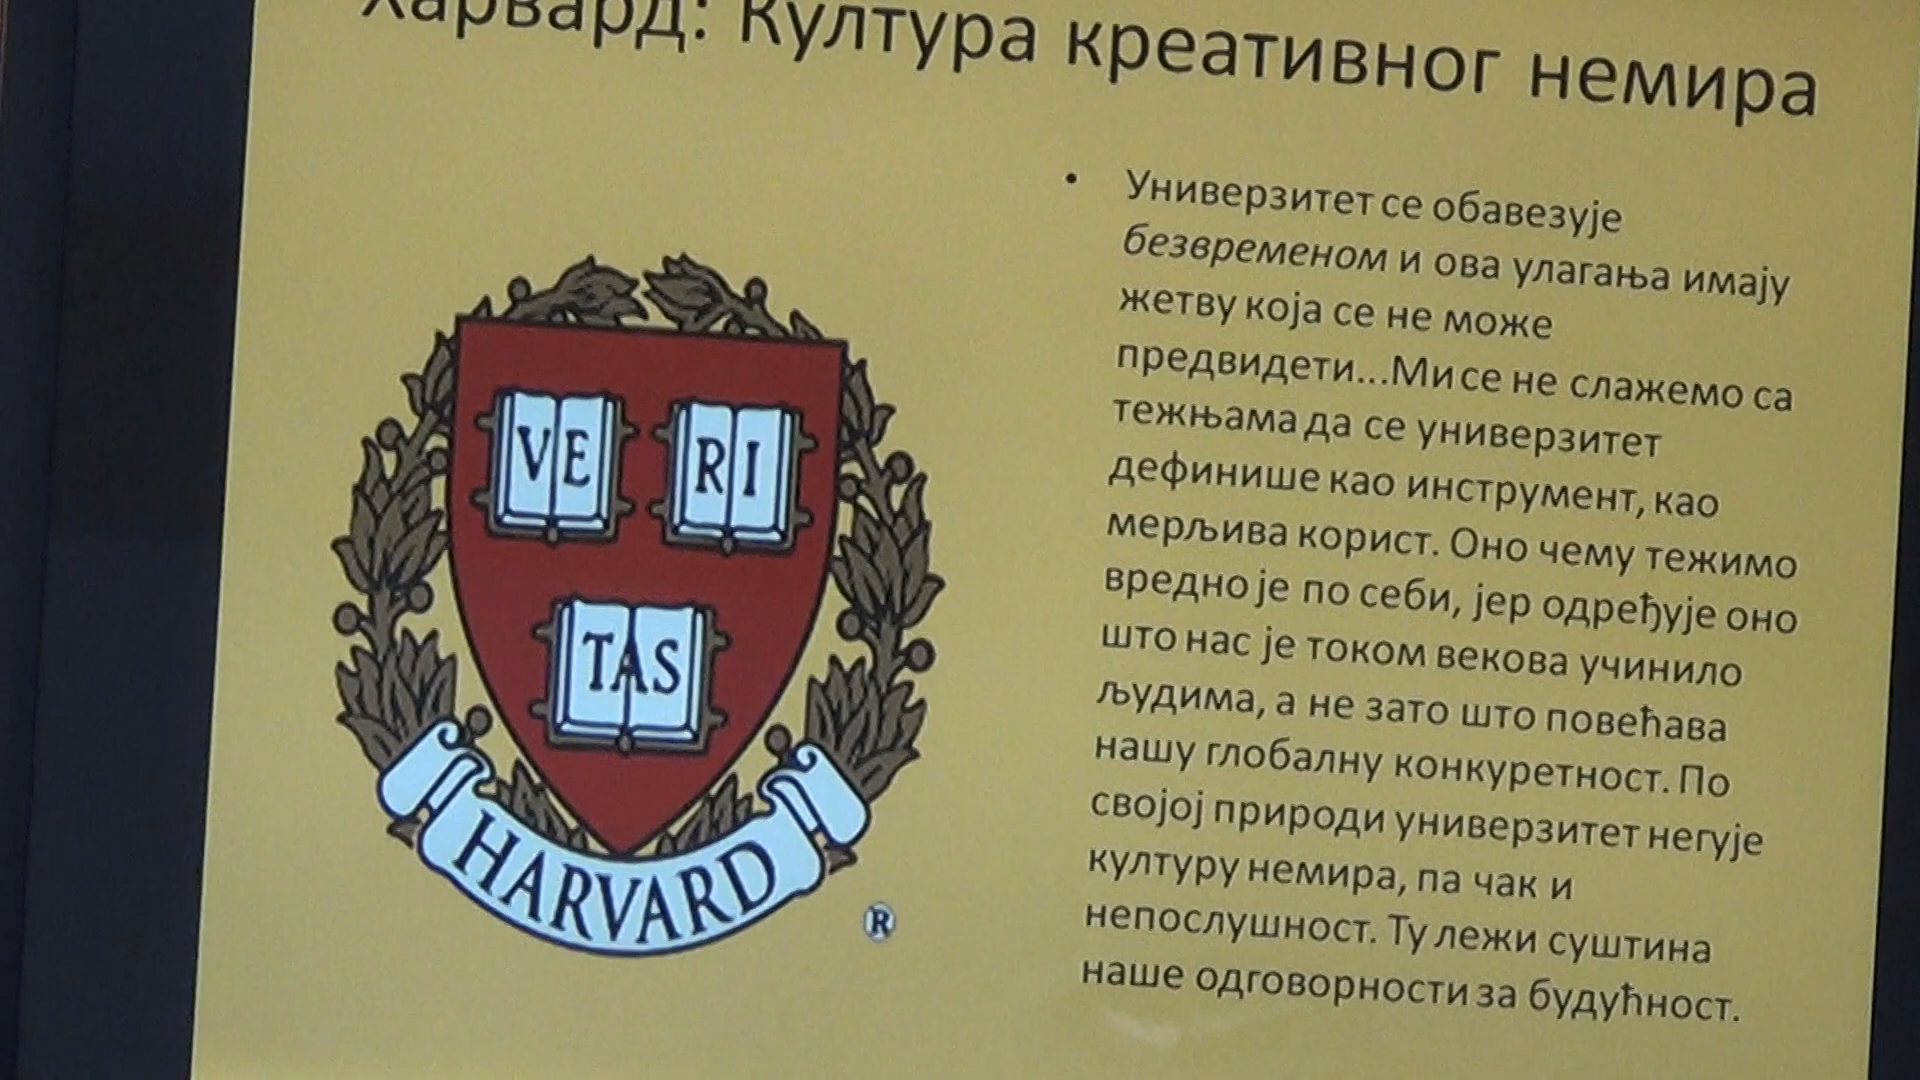 Харвард: Култура креативног немира
• Универзитет се обавезује
безвременом и ова улагања имају
жетву која се не може
предвидети...Ми се не слажемо са
тежњама да се универзитет
дефинише као инструмент, као
мерљива корист. Оно чему тежимо
вредно је по себи, јер одређује оно
што нас је током векова учинило
људима, а не зато што повећава
нашу глобалну конкуретност. По
својој природи универзитет негује
културу немира, па чак и
непослушност. Ту лежи суштина
наше одговорности за будућност.
VE RI
TAS
HARVARD
®